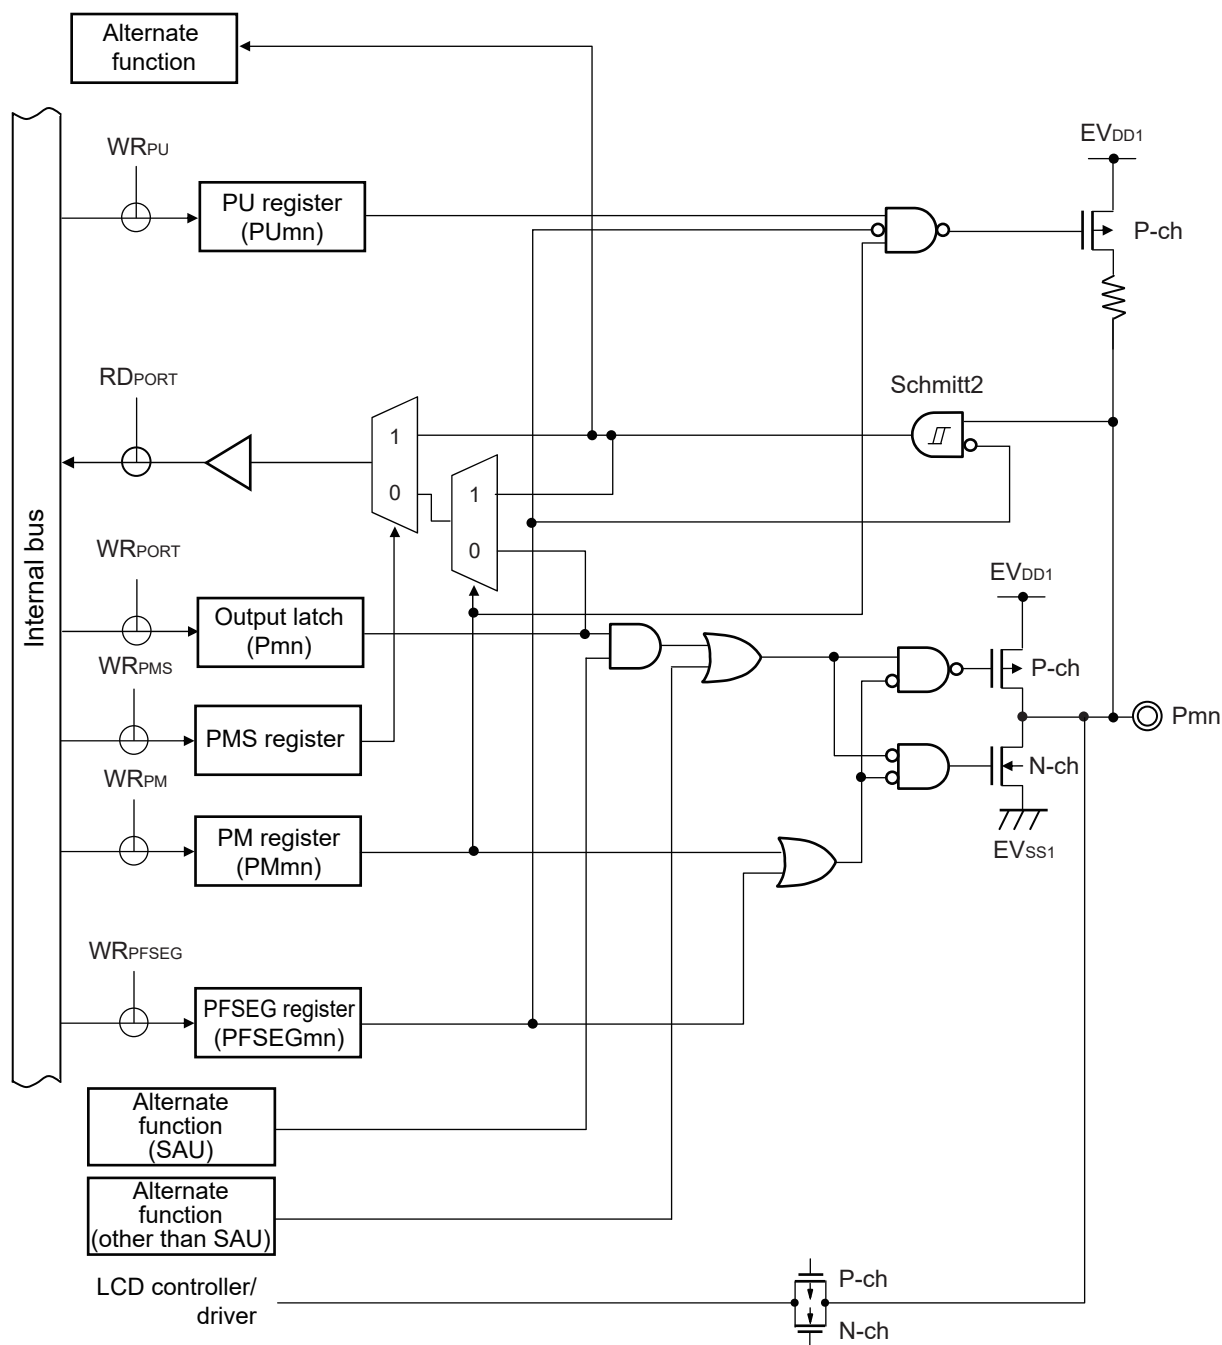 Alternate
function
WRPU
EVDD1
PU register
(PUmn)
P-ch
RDPORT
Schmitt2
1
0
1
0
Internal bus
WRPORT
EVDD1
Output latch
(Pmn)
WRPMS
P-ch
Pmn
PMS register
WRPM
N-ch
PM register
(PMmn)
EVSS1
WRPFSEG
PFSEG register
(PFSEGmn)
Alternate
function
(SAU)
Alternate
function
(other than SAU)
LCD controller/
driver
P-ch
N-ch